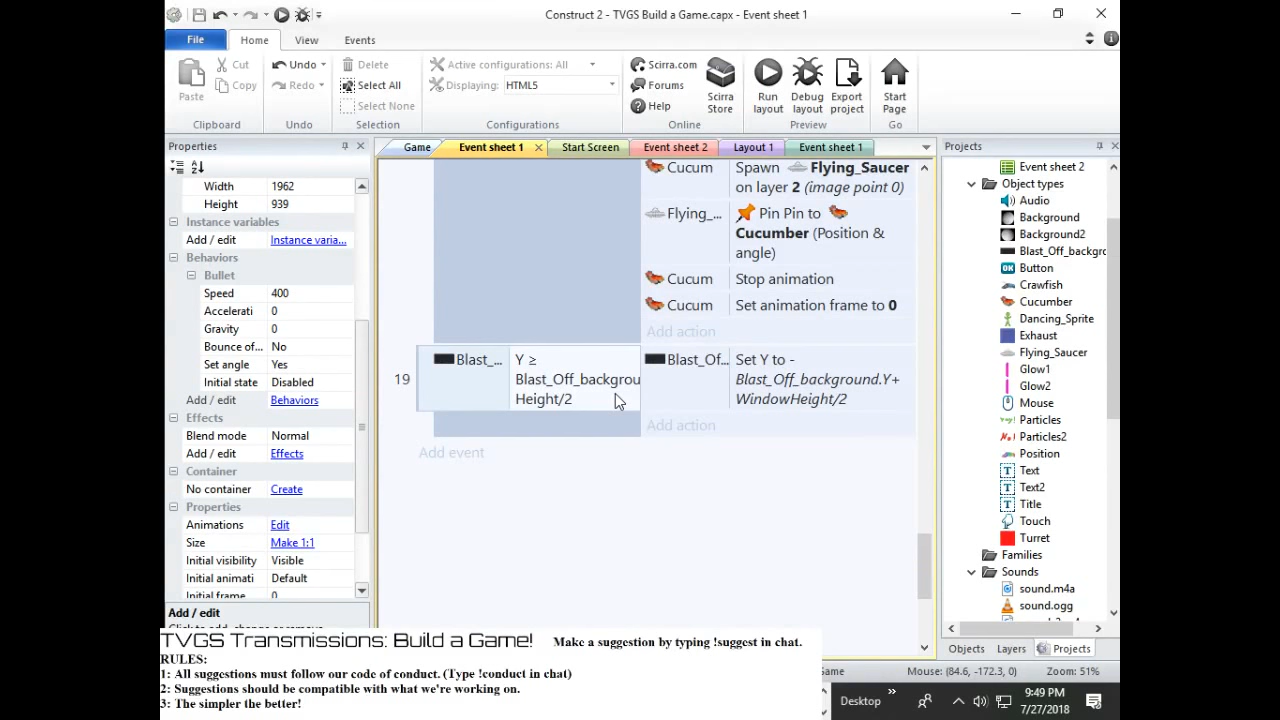 Construct 2 - TVGS Build a Game.capx - Event sheet 1
File
Home
View
Events
Paste
Cut
Copy
Clipboard
Undo
Redo
Undo
Delete
Select All
Select None
Selection
Active configurations: All
Displaying: HTML5
Configurations
Scirra.com
Forums
Help
Scirra Store
Online
Run layout
Debug layout
Export project
Preview
Start Page
Go
Properties
Width 1962
Height 939
Instance variables
Add / edit Instance varia...
Behaviors
Bullet
Speed 400
Accelerati 0
Gravity 0
Bounce of... No
Set angle Yes
Initial state Disabled
Add / edit Behaviors
Effects
Blend mode Normal
Add / edit Effects
Container
No container Create
Properties
Animations Edit
Size Make 1:1
Initial visibility Visible
Initial animati Default
Initial frame 0
Add / edit
Game
Event sheet 1
Start Screen
Event sheet 2
Layout 1
Event sheet 1
Cucum Spawn Flying_Saucer
on layer 2 (image point 0)
Flying_... Pin Pin to
Cucumber (Position &
angle)
Cucum Stop animation
Cucum Set animation frame to 0
Add action
19
Blast_... Y ≥
Blast_Off_backgrou
Height/2
Blast_Of... Set Y to -
Blast_Off_background.Y+
WindowHeight/2
Add action
Add event
Projects
Event sheet 2
Object types
Audio
Background
Background2
Blast_Off_backgro
Button
Crawfish
Cucumber
Dancing_Sprite
Exhaust
Flying_Saucer
Glow1
Glow2
Mouse
Particles
Particles2
Position
Text
Text2
Title
Touch
Turret
Families
Sounds
sound.m4a
sound.ogg
Objects
Layers
Projects
Mouse: (84.6, -172.3, 0)
Zoom: 51%
TVGS Transmissions: Build a Game! Make a suggestion by typing !suggest in chat.
RULES:
1: All suggestions must follow our code of conduct. (Type !conduct in chat)
2: Suggestions should be compatible with what we're working on.
3: The simpler the better!
Desktop
9:49 PM
7/27/2018